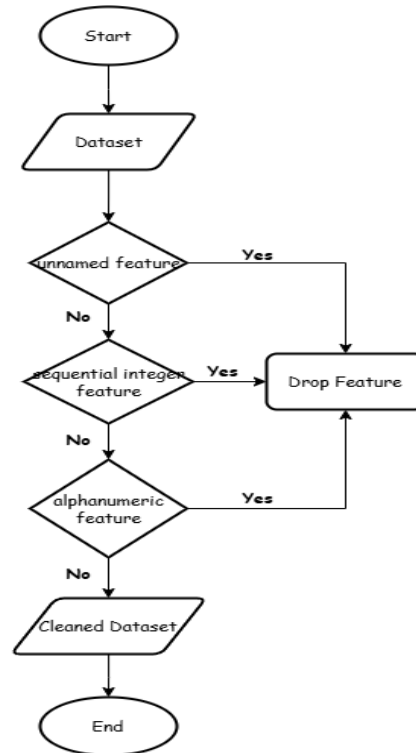 Start
Dataset
unnamed feature
Yes
No
sequential integer
feature
Yes
Drop Feature
No
alphanumeric
feature
Yes
No
Cleaned Dataset
End